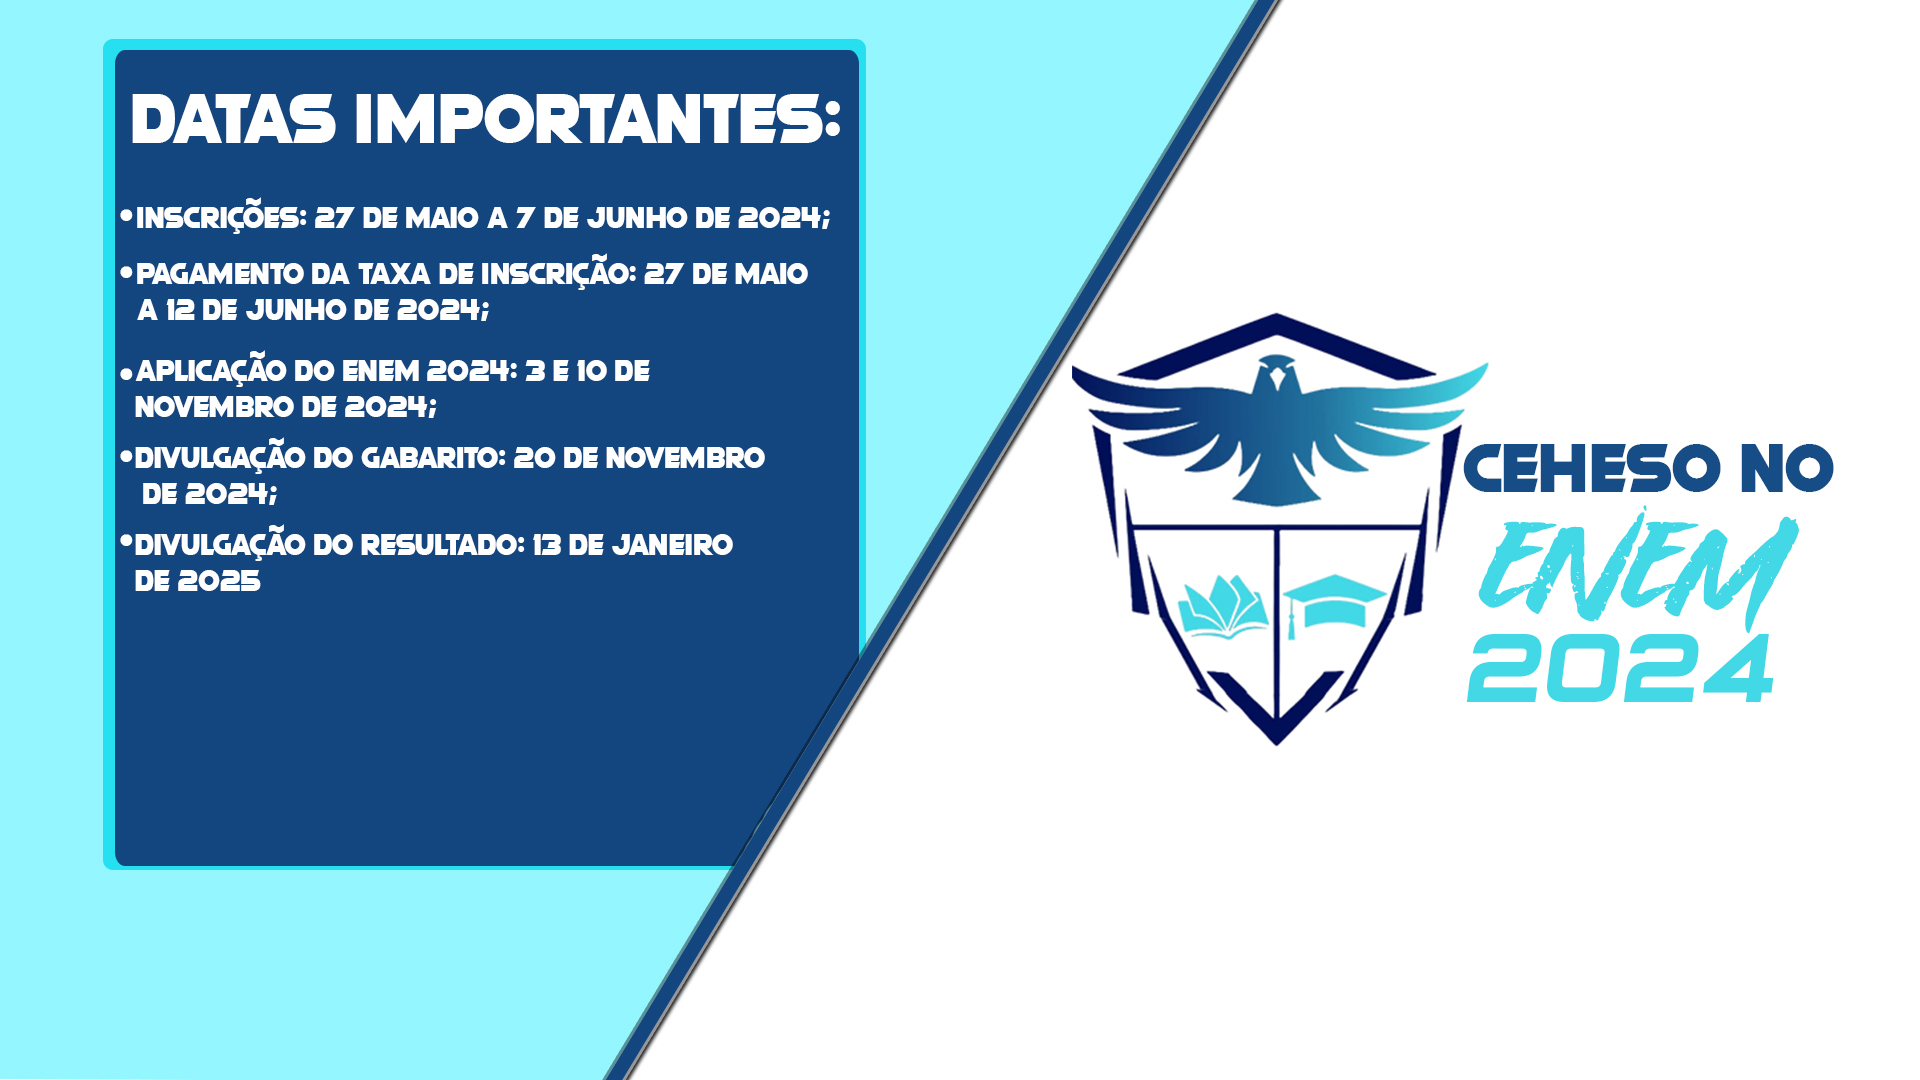 DATAS IMPORTANTES:
•INSCRIÇÕES: 27 DE MAIO A 7 DE JUNHO DE 2024;
•PAGAMENTO DA TAXA DE INSCRIÇÃO: 27 DE MAIO
A 12 DE JUNHO DE 2024;
•APLICAÇÃO DO ENEM 2024: 3 E 10 DE
NOVEMBRO DE 2024;
•DIVULGAÇÃO DO GABARITO: 20 DE NOVEMBRO
DE 2024;
•DIVULGAÇÃO DO RESULTADO: 13 DE JANEIRO
DE 2025
CEHESO NO
ENEM
2024